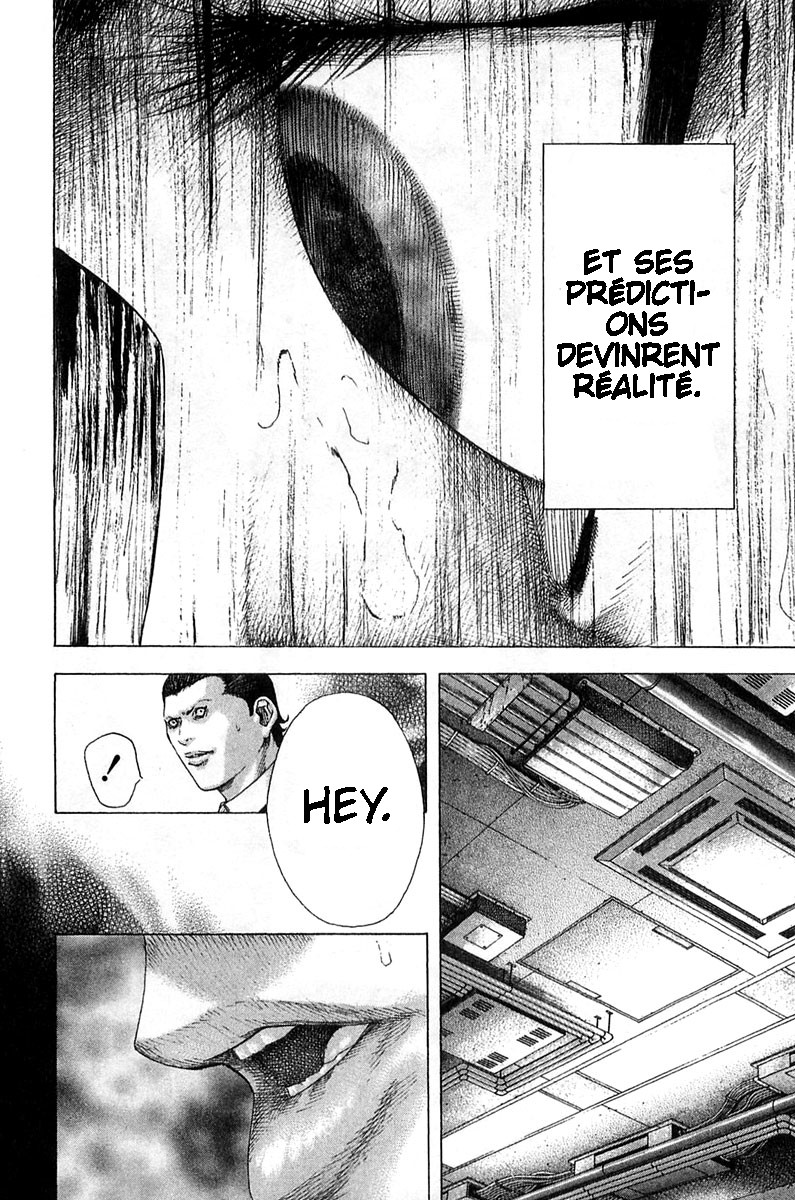 ET SES
PRÉDICTI-
ONS
DEVINRENT
RÉALITÉ.
HEY.
!